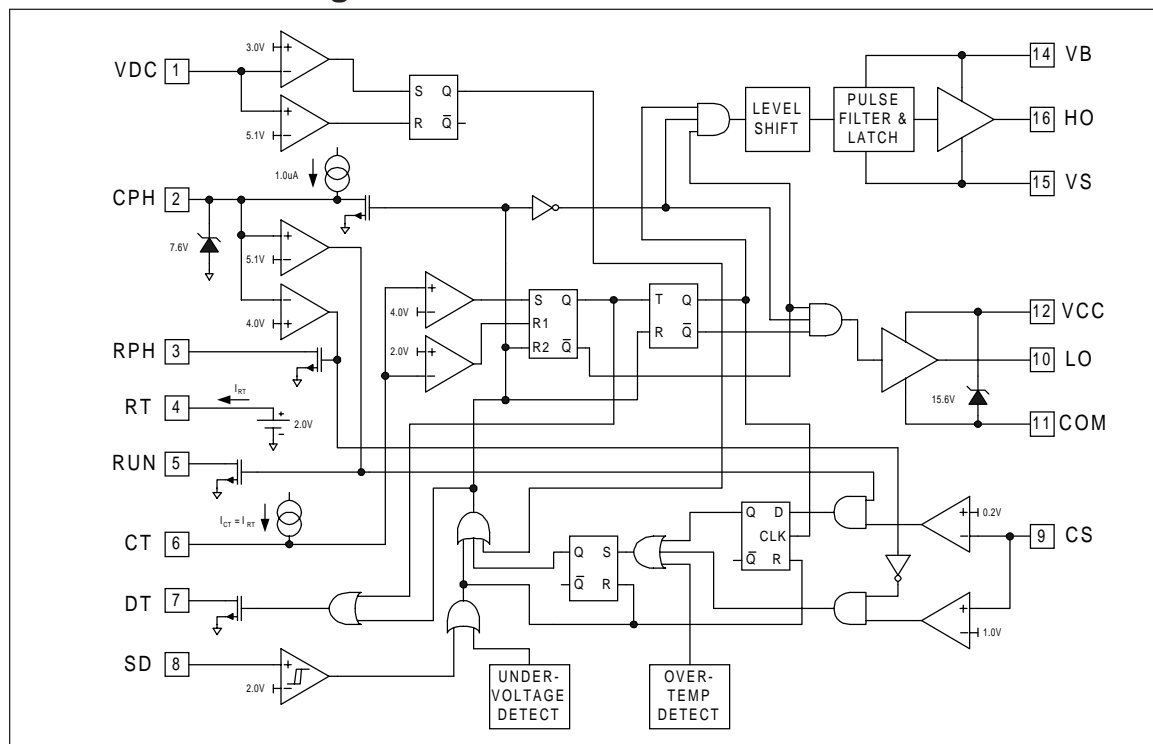 VDC 1
3.0V
5.1V
S Q
R Q̅
CPH 2
1.0uA
7.6V
5.1V
4.0V
RPH 3
RT 4
I_RT
2.0V
RUN 5
I_CT = I_RT
CT 6
DT 7
SD 8
2.0V
4.0V
2.0V
S Q
R1
R2 Q̅
T Q
R Q̅
LEVEL
SHIFT
PULSE
FILTER &
LATCH
14 VB
16 HO
15 VS
12 VCC
10 LO
15.6V
11 COM
0.2V
9 CS
1.0V
Q D
CLK
Q̅ R
Q S
Q̅ R
UNDER-
VOLTAGE
DETECT
OVER-
TEMP
DETECT